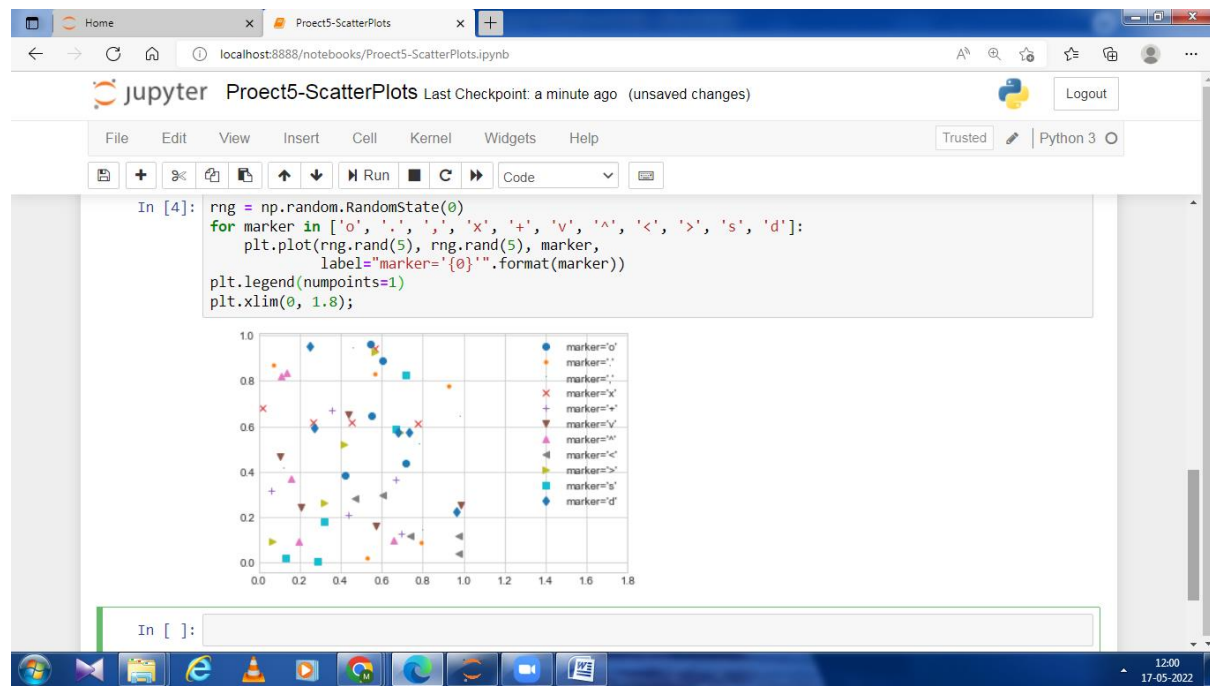 Home
Proect5-ScatterPlots
localhost:8888/notebooks/Proect5-ScatterPlots.ipynb
jupyter Proect5-ScatterPlots Last Checkpoint: a minute ago (unsaved changes)
Logout
File Edit View Insert Cell Kernel Widgets Help
Trusted Python 3
Run Code
In [4]: rng = np.random.RandomState(0)
for marker in ['o', '.', ',', 'x', '+', 'v', '^', '<', '>', 's', 'd']:
plt.plot(rng.rand(5), rng.rand(5), marker,
label="marker='{0}'".format(marker))
plt.legend(numpoints=1)
plt.xlim(0, 1.8);
1.0
0.8
0.6
0.4
0.2
0.0
0.0 0.2 0.4 0.6 0.8 1.0 1.2 1.4 1.6 1.8
marker='o'
marker='.'
marker=','
marker='x'
marker='+'
marker='v'
marker='^'
marker='<'
marker='>'
marker='s'
marker='d'
In [ ]:
12:00
17-05-2022